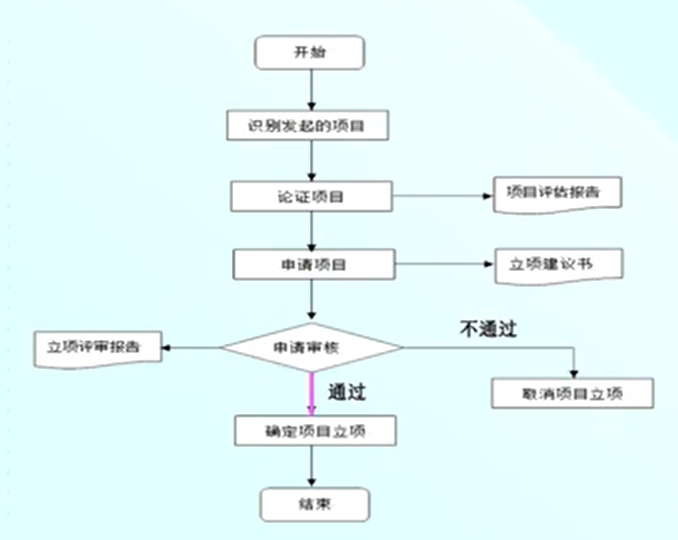 开始
识别发起的项目
论证项目
项目评估报告
申请项目
立项建议书
不通过
立项评审报告
申请审核
通过
取消项目立项
确定项目立项
结束